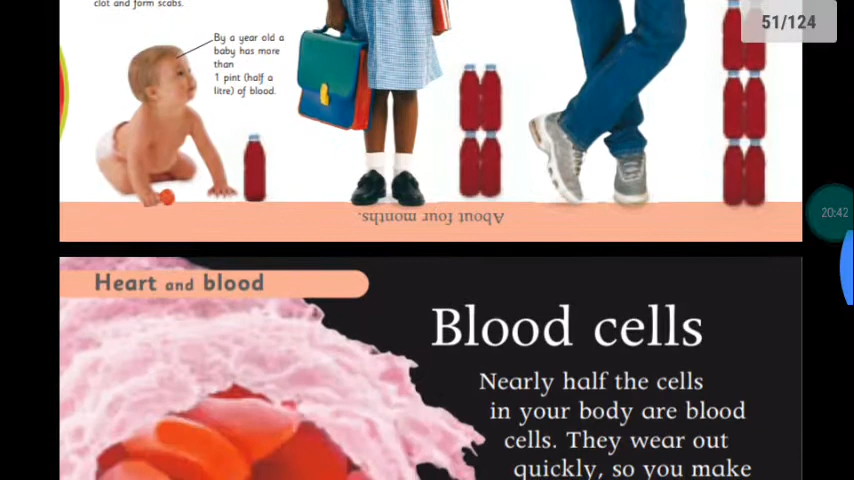 clot and form scabs.
51/124
By a year old a
baby has more
than
1 pint (half a
litre) of blood.
20:42
About four months.
Heart and blood
Blood cells
Nearly half the cells
in your body are blood
cells. They wear out
quickly, so you make